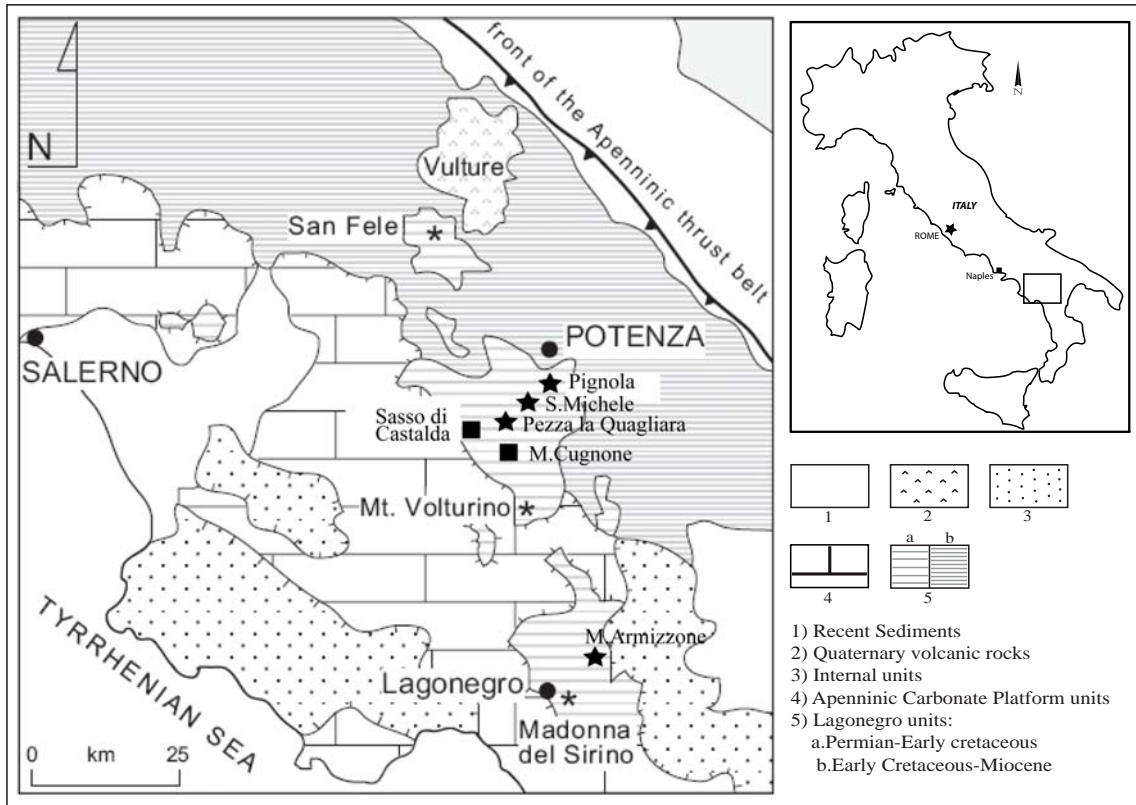 front of the Apenninic thrust belt
N
Vulture
San Fele
POTENZA
SALERNO
Pignola
S.Michele
Pezza la Quagliara
Sasso di
Castalda
M.Cugnone
Mt. Volturino
M.Armizzone
TYRRHENIAN SEA
Lagonegro
Madonna
del Sirino
0 km 25
N
ITALY
ROME
Naples
1 2 3
a b
4 5
1) Recent Sediments
2) Quaternary volcanic rocks
3) Internal units
4) Apenninic Carbonate Platform units
5) Lagonegro units:
a.Permian-Early cretaceous
b.Early Cretaceous-Miocene